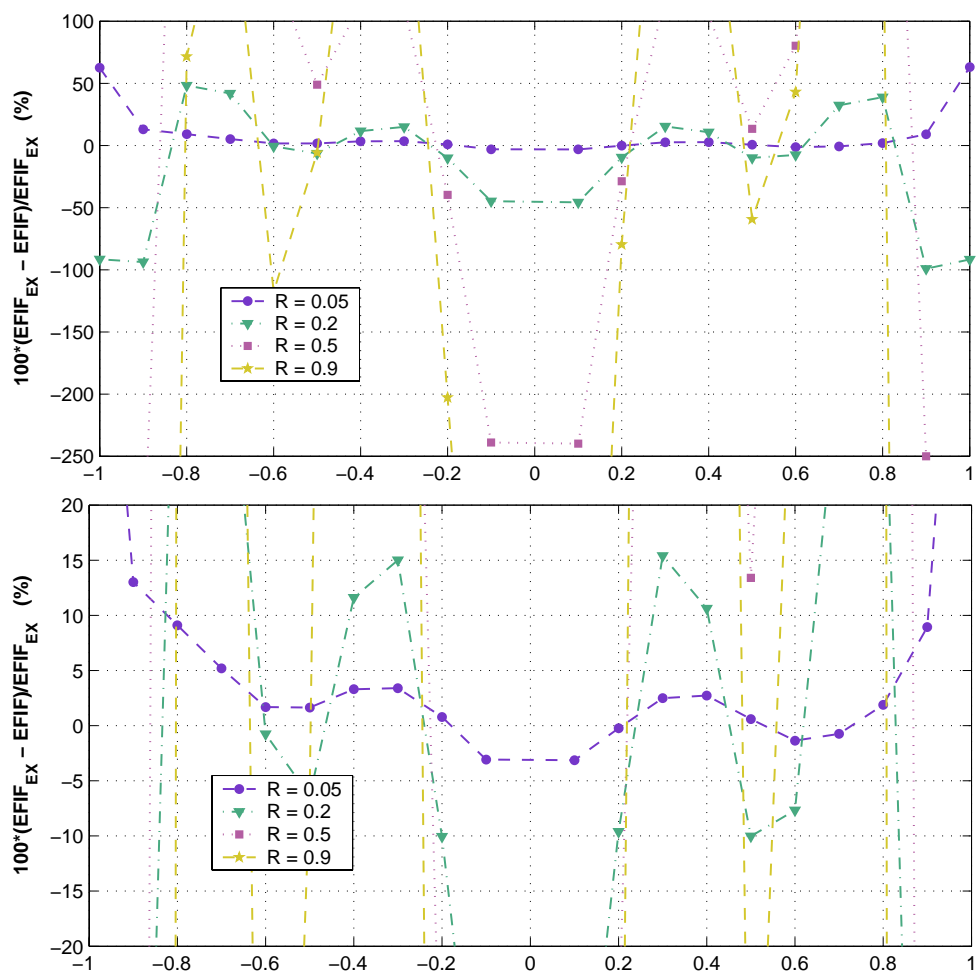 100
50
0
−50
−100
−150
−200
−250
100*(EFIF_EX − EFIF)/EFIF_EX (%)
R = 0.05
R = 0.2
R = 0.5
R = 0.9
−1 −0.8 −0.6 −0.4 −0.2 0 0.2 0.4 0.6 0.8 1
20
15
10
5
0
−5
−10
−15
−20
100*(EFIF_EX − EFIF)/EFIF_EX (%)
R = 0.05
R = 0.2
R = 0.5
R = 0.9
−1 −0.8 −0.6 −0.4 −0.2 0 0.2 0.4 0.6 0.8 1